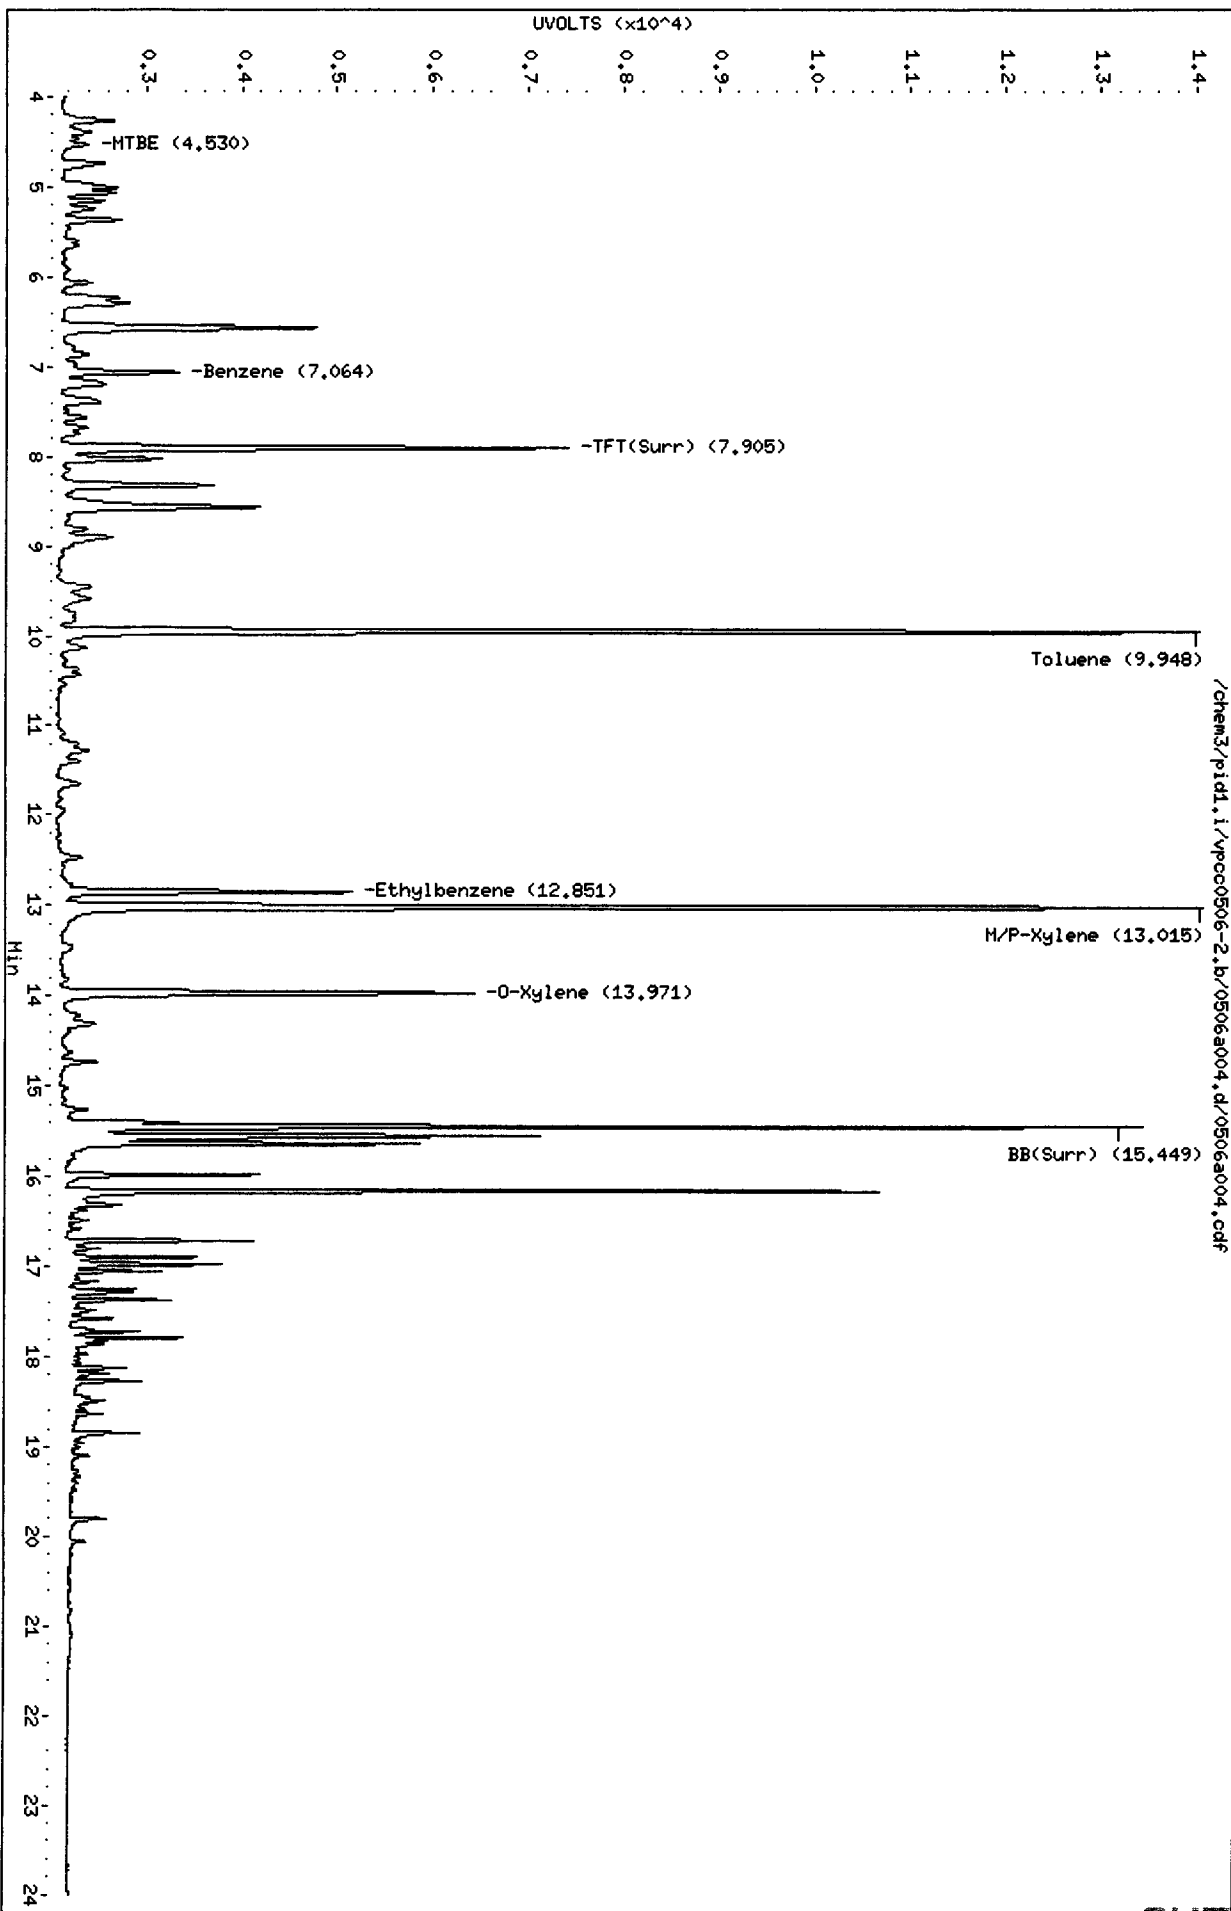 /chem3/pid1.i/vpcc0506-2.b/0506a004.d/0506a004.cdf
UVOLTS (x10^4)
1.4
1.3
1.2
1.1
1.0
0.9
0.8
0.7
0.6
0.5
0.4
0.3
-MTBE (4.530)
-Benzene (7.064)
-TFT(Surr) (7.905)
Toluene (9.948)
-Ethylbenzene (12.851)
M/P-Xylene (13.015)
-O-Xylene (13.971)
BB(Surr) (15.449)
4 5 6 7 8 9 10 11 12 13 14 15 16 17 18 19 20 21 22 23 24
Min